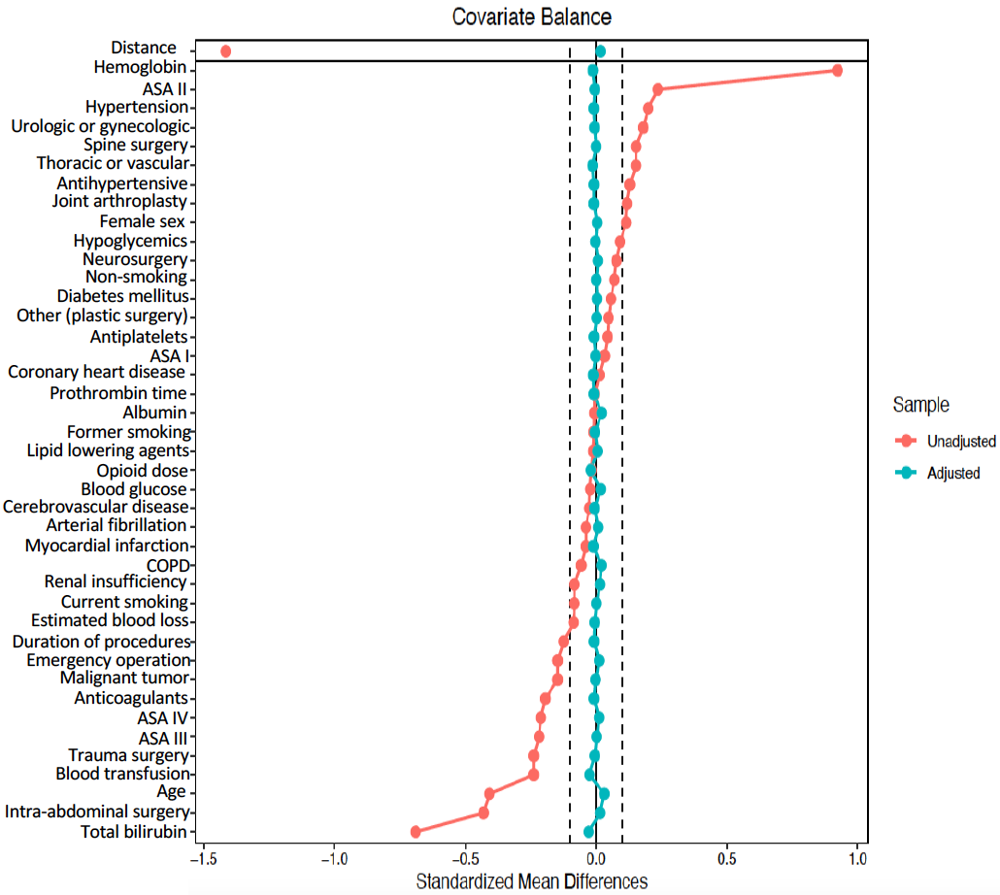 Covariate Balance
Distance
Hemoglobin
ASA II
Hypertension
Urologic or gynecologic
Spine surgery
Thoracic or vascular
Antihypertensive
Joint arthroplasty
Female sex
Hypoglycemics
Neurosurgery
Non-smoking
Diabetes mellitus
Other (plastic surgery)
Antiplatelets
ASA I
Coronary heart disease
Prothrombin time
Albumin
Former smoking
Lipid lowering agents
Opioid dose
Blood glucose
Cerebrovascular disease
Arterial fibrillation
Myocardial infarction
COPD
Renal insufficiency
Current smoking
Estimated blood loss
Duration of procedures
Emergency operation
Malignant tumor
Anticoagulants
ASA IV
ASA III
Trauma surgery
Blood transfusion
Age
Intra-abdominal surgery
Total bilirubin
−1.5 −1.0 −0.5 0.0 0.5 1.0
Standardized Mean Differences
Sample
Unadjusted
Adjusted